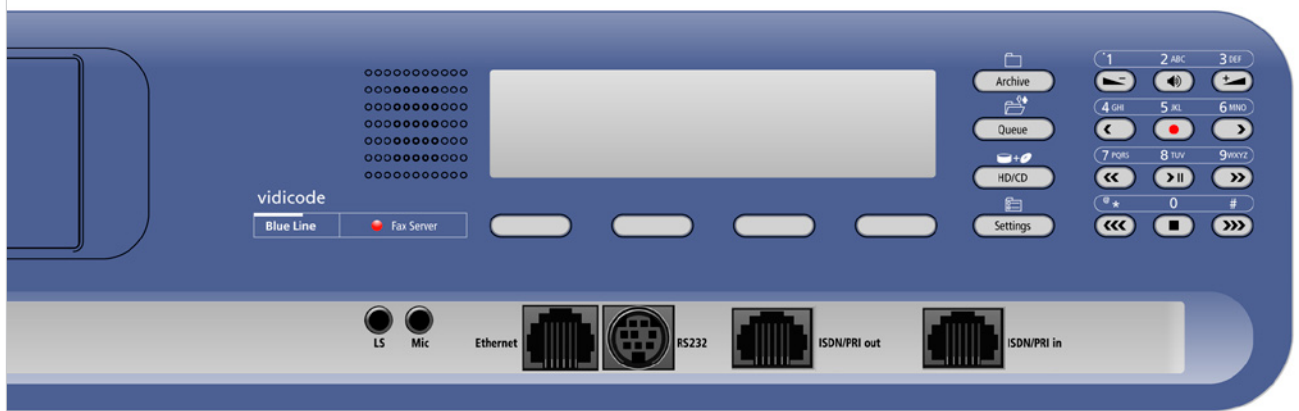 1 2 ABC 3 DEF
Archive
4 GHI 5 JKL 6 MNO
Queue
7 PQRS 8 TUV 9 WXYZ
HD/CD
vidicode
@ * 0 #
Blue Line Fax Server
Settings
LS Mic
Ethernet RS232 ISDN/PRI out ISDN/PRI in